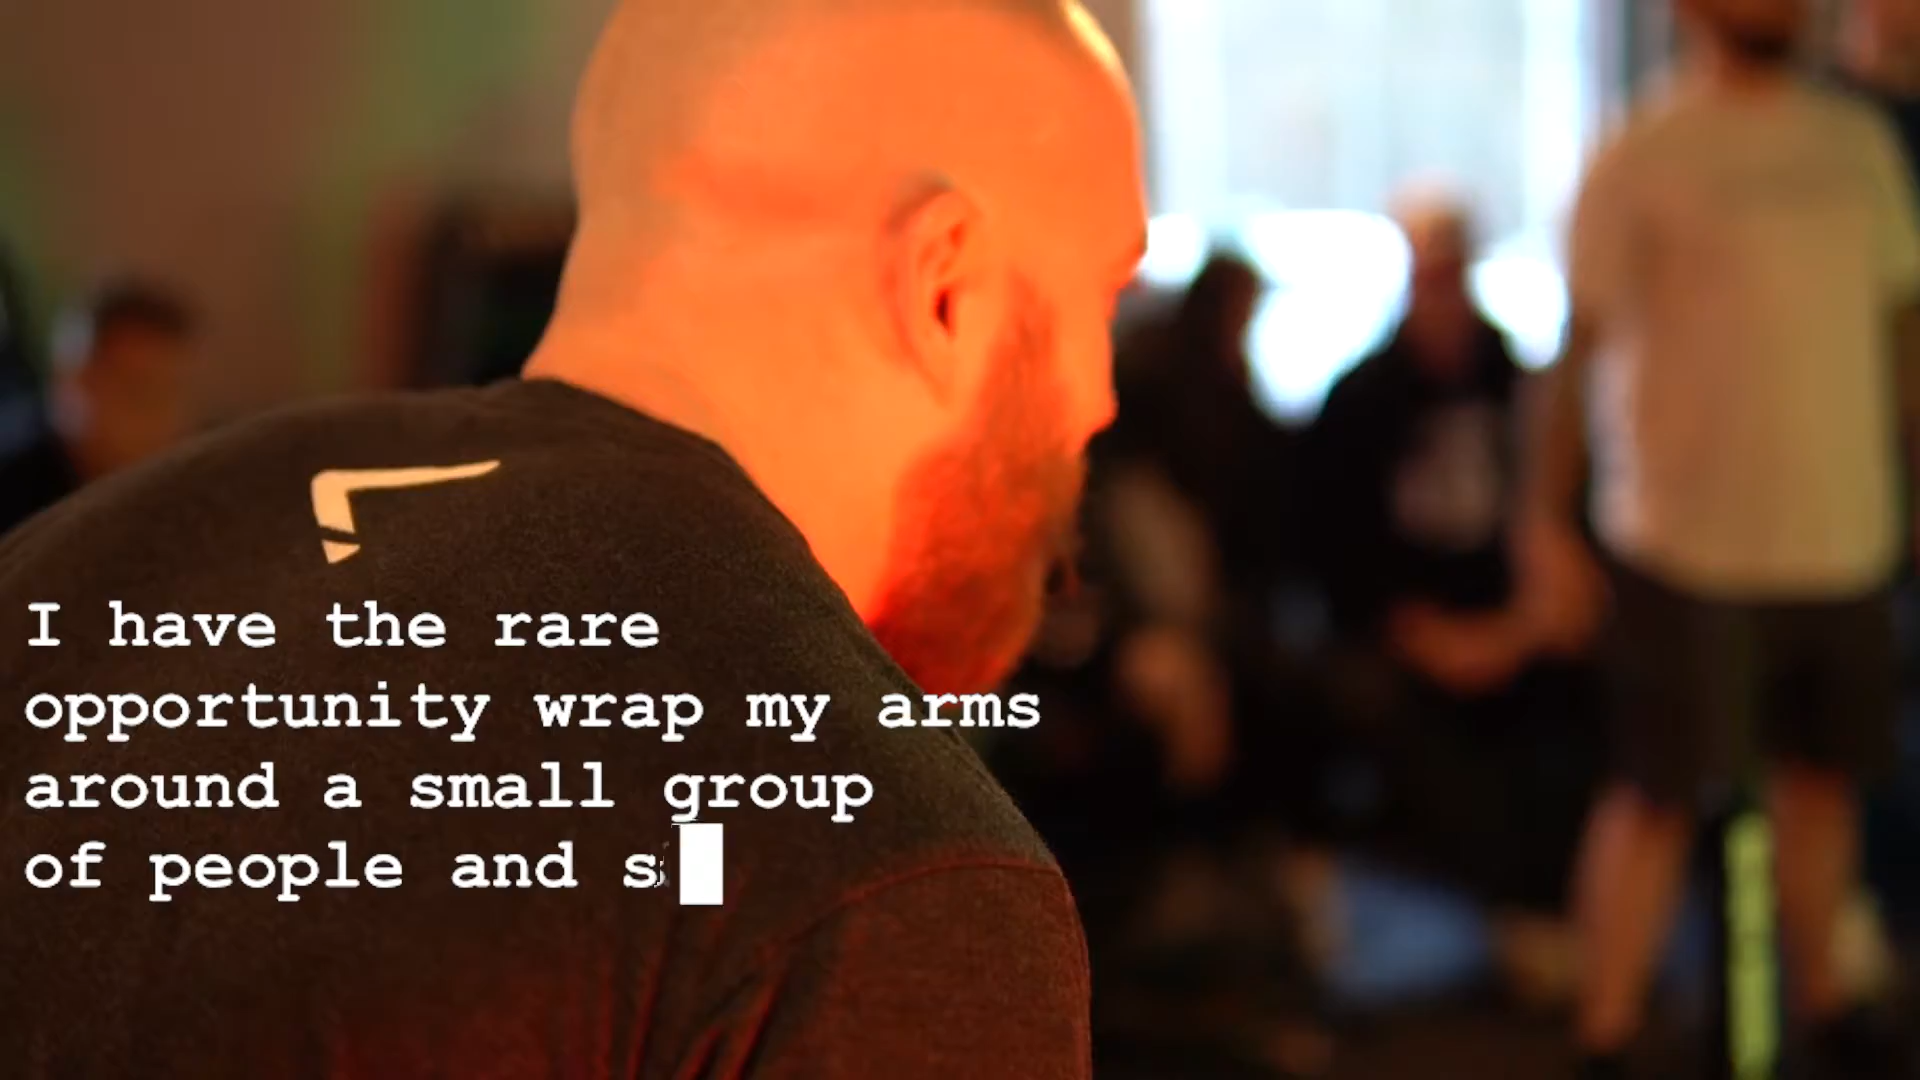 I have the rare
opportunity wrap my arms
around a small group
of people and s